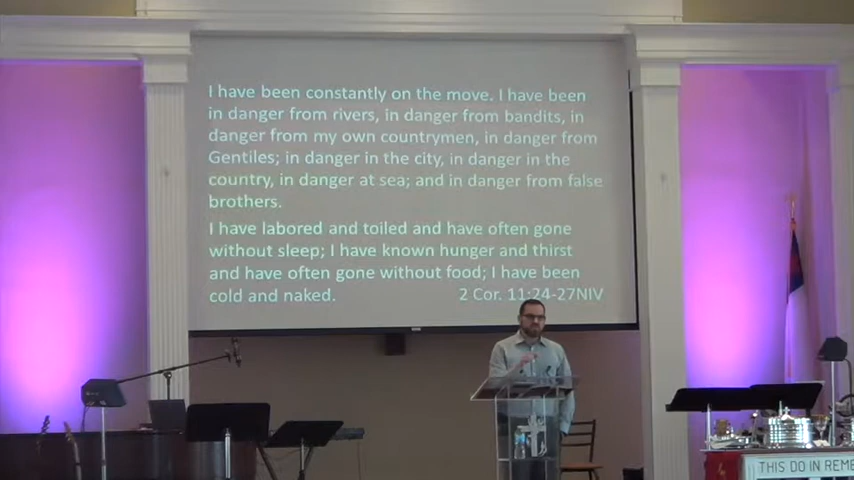 I have been constantly on the move. I have been
in danger from rivers, in danger from bandits, in
danger from my own countrymen, in danger from
Gentiles; in danger in the city, in danger in the
country, in danger at sea; and in danger from false
brothers.
I have labored and toiled and have often gone
without sleep; I have known hunger and thirst
and have often gone without food; I have been
cold and naked.
2 Cor. 11:24-27NIV
THIS DO IN REME